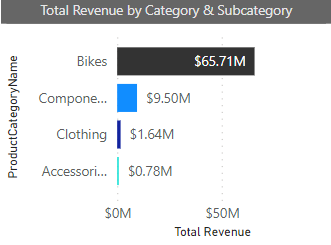 Total Revenue by Category & Subcategory
ProductCategoryName
Bikes $65.71M
Compone... $9.50M
Clothing $1.64M
Accessori... $0.78M
$0M $50M
Total Revenue